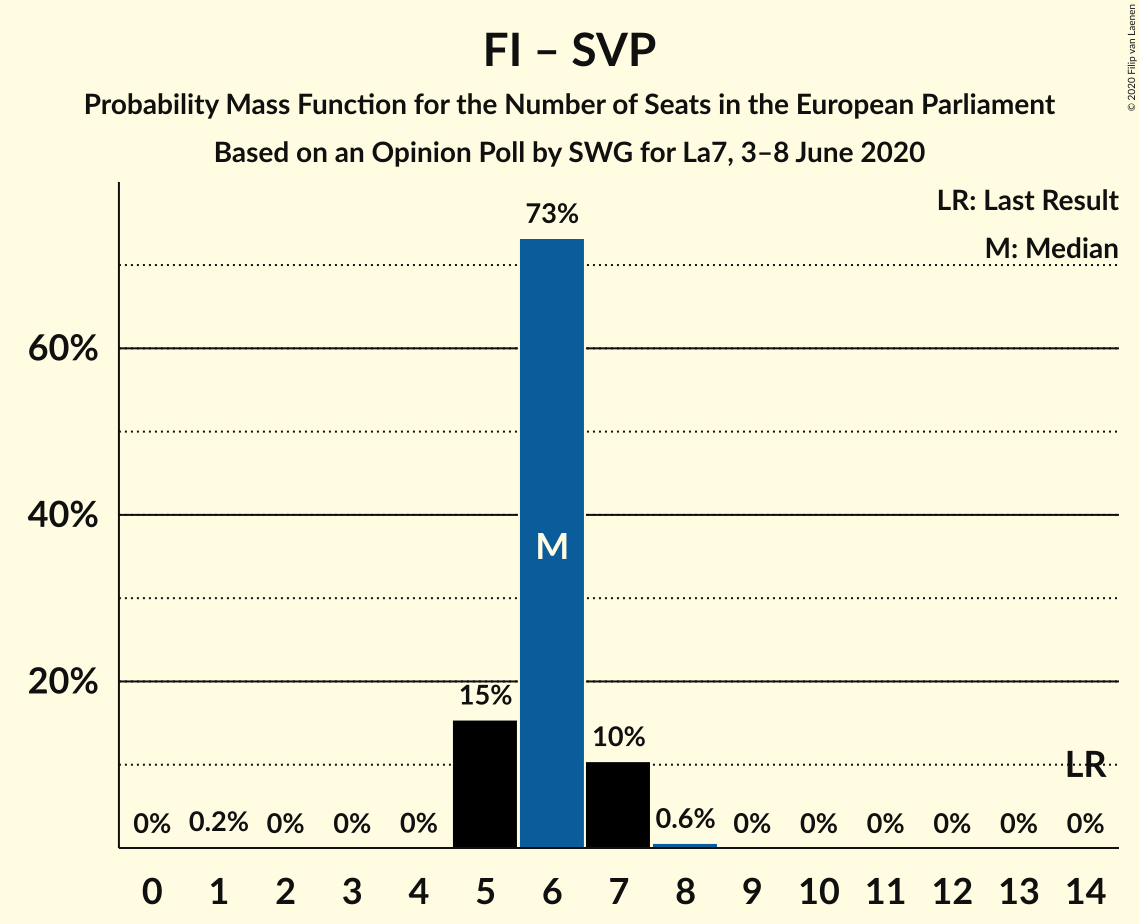 FI – SVP
Probability Mass Function for the Number of Seats in the European Parliament
Based on an Opinion Poll by SWG for La7, 3–8 June 2020
© 2020 Filip van Laenen
LR: Last Result
M: Median
73%
60%
M
40%
20%
15%
10%
LR
0% 0.2% 0% 0% 0% 0.6% 0% 0% 0% 0% 0% 0%
0 1 2 3 4 5 6 7 8 9 10 11 12 13 14